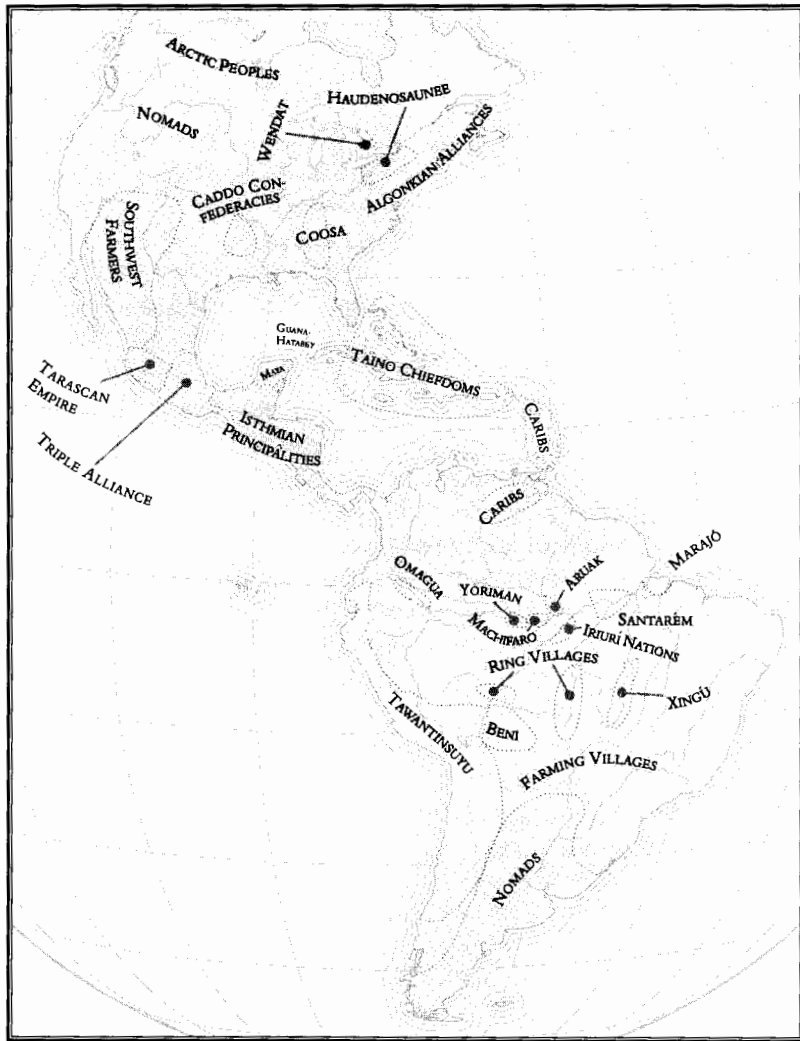 ARCTIC PEOPLES
HAUDENOSAUNEE
NOMADS
WENDAT
ALGONKIAN ALLIANCES
CADDO CON-
FEDERACIES
SOUTHWEST
FARMERS
COOSA
GUANA-
HATABEY
TAINO CHIEFDOMS
MAYA
TARASCAN
EMPIRE
CARIBS
ISTHMIAN
PRINCIPALITIES
TRIPLE ALLIANCE
CARIBS
MARAJÓ
OMAGUA
ARUAK
YORIMAN
SANTARÉM
MACHIFARO
IRIURÍ NATIONS
RING VILLAGES
XINGÚ
TAWANTINSUYU
BENI
FARMING VILLAGES
NOMADS